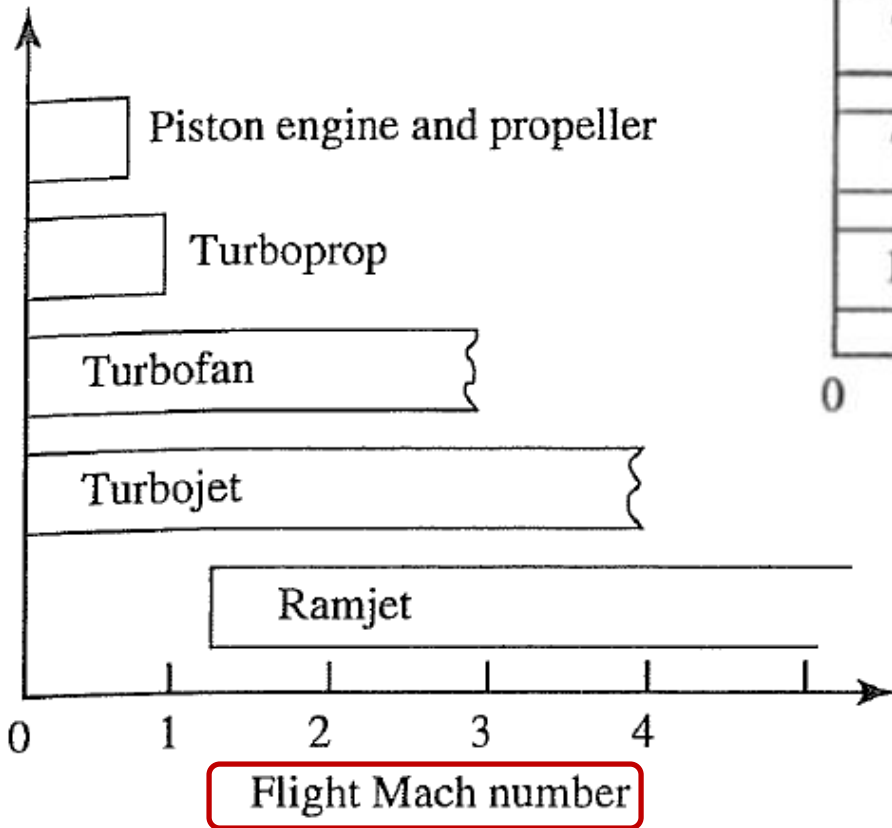 Piston engine and propeller
Turboprop
Turbofan
Turbojet
Ramjet
0 1 2 3 4
Flight Mach number
0